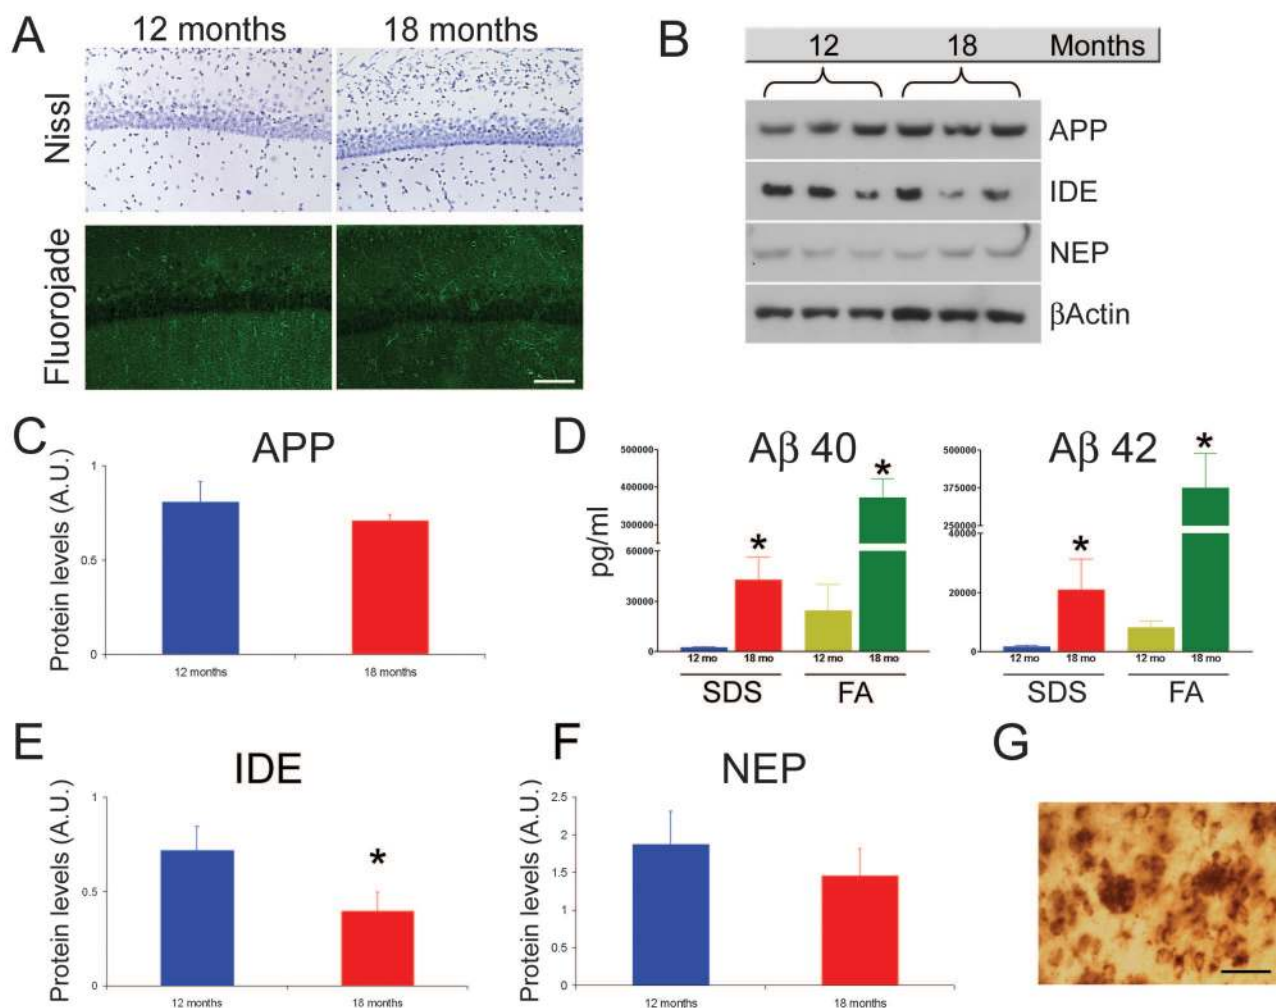 A
12 months
18 months
Nissl
Fluorojade
B
12
18
Months
APP
IDE
NEP
βActin
C
APP
Protein levels (A.U.)
1
0.5
0
12 months
18 months
D
Aβ 40
pg/ml
500000
400000
300000
60000
30000
0
*
*
12 mo
18 mo
12 mo
18 mo
SDS
FA
Aβ 42
500000
375000
250000
40000
20000
0
*
*
12 mo
18 mo
12 mo
18 mo
SDS
FA
E
IDE
Protein levels (A.U.)
1
0.5
0
*
12 months
18 months
F
NEP
Protein levels (A.U.)
2.5
2
1.5
1
0.5
0
12 months
18 months
G